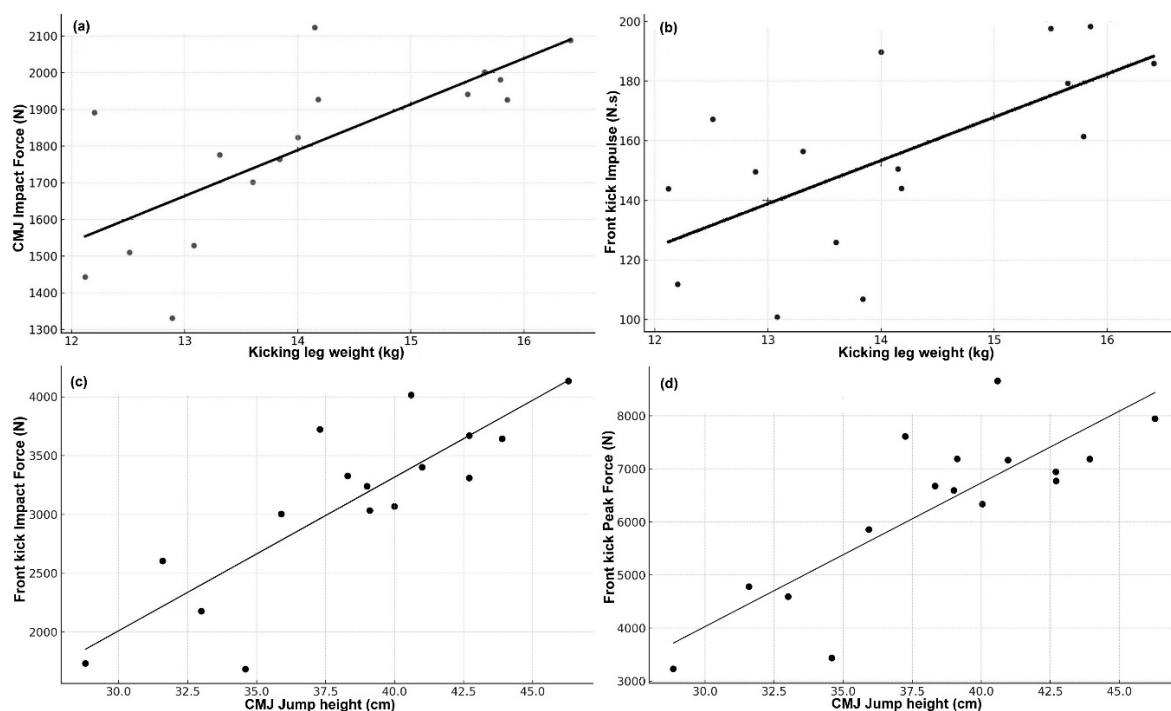 (a)
CMJ Impact Force (N)
2100
2000
1900
1800
1700
1600
1500
1400
1300
12 13 14 15 16
Kicking leg weight (kg)
(b)
Front kick Impulse (N.s)
200
180
160
140
120
100
12 13 14 15 16
Kicking leg weight (kg)
(c)
Front kick Impact Force (N)
4000
3500
3000
2500
2000
30.0 32.5 35.0 37.5 40.0 42.5 45.0
CMJ Jump height (cm)
(d)
Front kick Peak Force (N)
8000
7000
6000
5000
4000
3000
30.0 32.5 35.0 37.5 40.0 42.5 45.0
CMJ Jump height (cm)